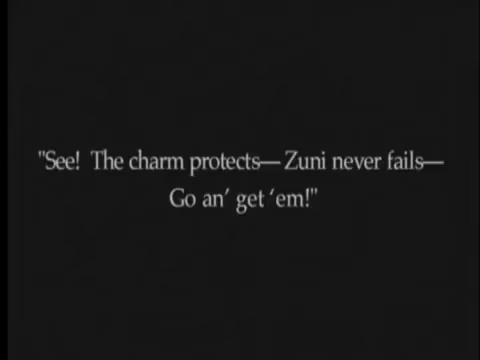 "See!  The charm protects—Zuni never fails—
Go an’ get ‘em!"